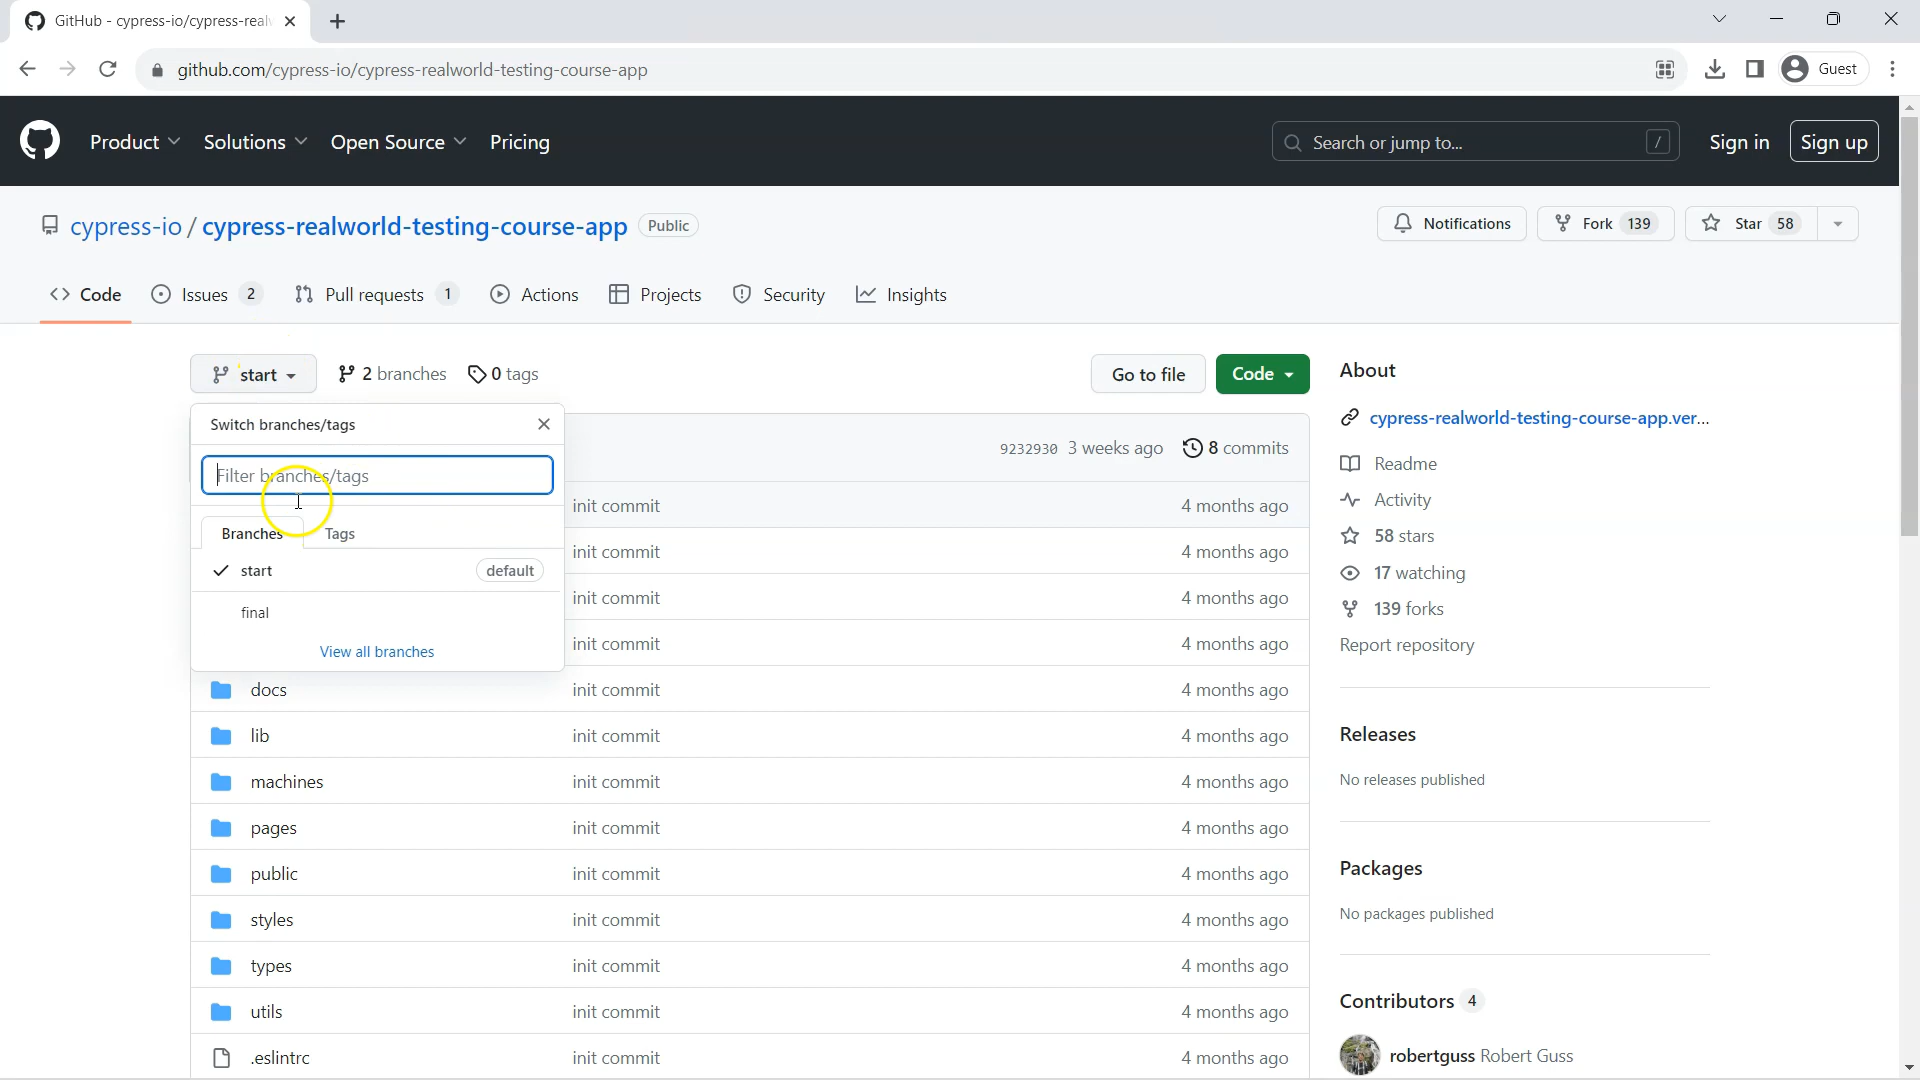 GitHub - cypress-io/cypress-real
github.com/cypress-io/cypress-realworld-testing-course-app
Guest
Product
Solutions
Open Source
Pricing
Search or jump to...
/
Sign in
Sign up
cypress-io / cypress-realworld-testing-course-app
Public
Notifications
Fork 139
Star 58
Code
Issues 2
Pull requests 1
Actions
Projects
Security
Insights
start
2 branches
0 tags
Go to file
Code
Switch branches/tags
Filter branches/tags
Branches
Tags
start
default
final
View all branches
9232930 3 weeks ago
8 commits
init commit 4 months ago
init commit 4 months ago
init commit 4 months ago
init commit 4 months ago
docs init commit 4 months ago
lib init commit 4 months ago
machines init commit 4 months ago
pages init commit 4 months ago
public init commit 4 months ago
styles init commit 4 months ago
types init commit 4 months ago
utils init commit 4 months ago
.eslintrc init commit 4 months ago
About
cypress-realworld-testing-course-app.ver...
Readme
Activity
58 stars
17 watching
139 forks
Report repository
Releases
No releases published
Packages
No packages published
Contributors 4
robertguss Robert Guss